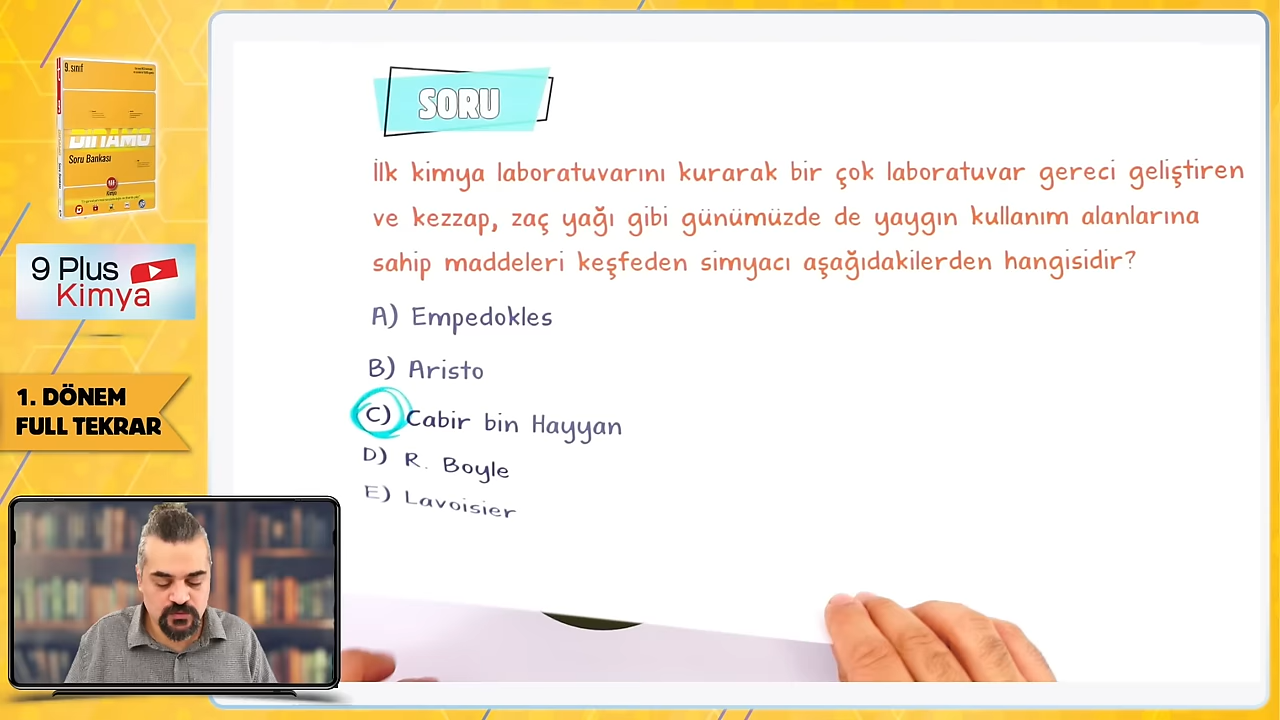 9.sınıf
DİNAMO
Soru Bankası
Kimya
9 Plus
Kimya
1. DÖNEM
FULL TEKRAR
SORU
İlk kimya laboratuvarını kurarak bir çok laboratuvar gereci geliştiren
ve kezzap, zaç yağı gibi günümüzde de yaygın kullanım alanlarına
sahip maddeleri keşfeden simyacı aşağıdakilerden hangisidir?
A) Empedokles
B) Aristo
C) Cabir bin Hayyan
D) R. Boyle
E) Lavoisier